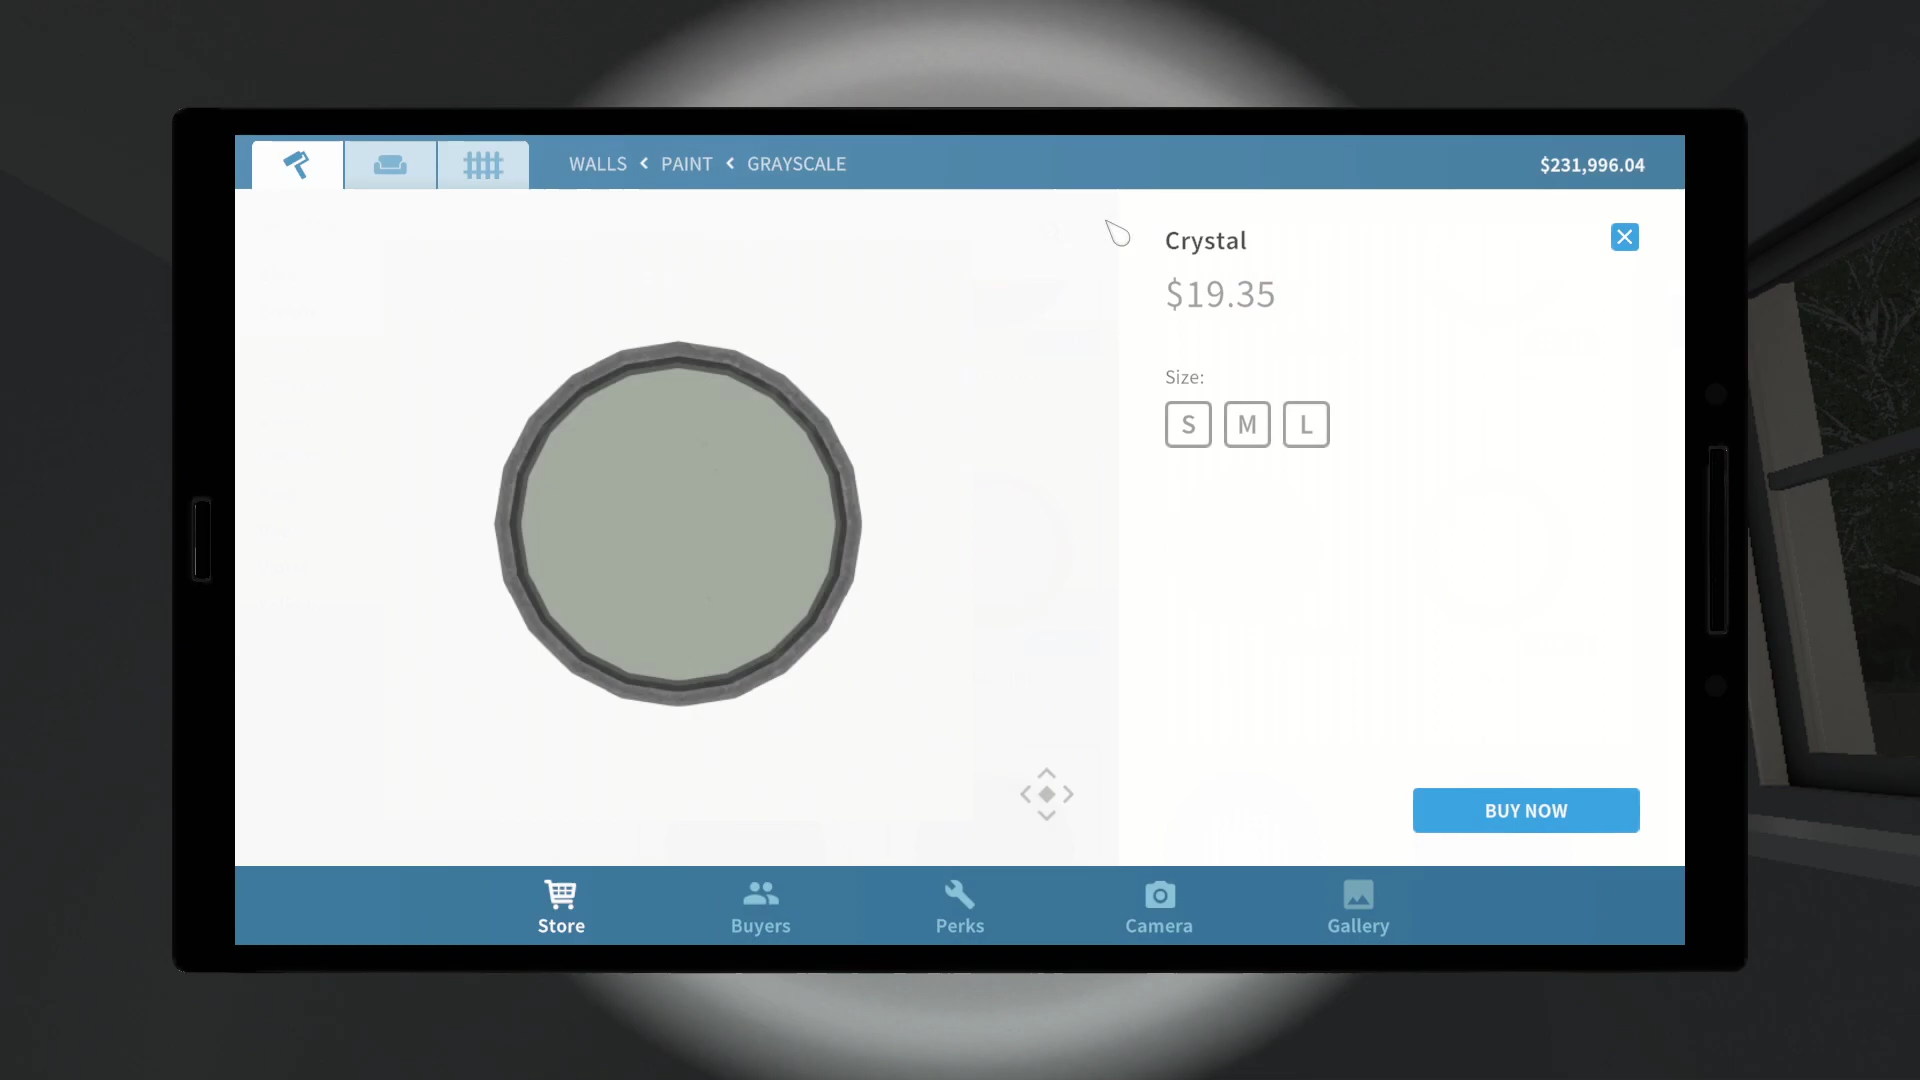 WALLS < PAINT < GRAYSCALE
$231,996.04
Crystal
$19.35
Size:
S M L
BUY NOW
Store
Buyers
Perks
Camera
Gallery